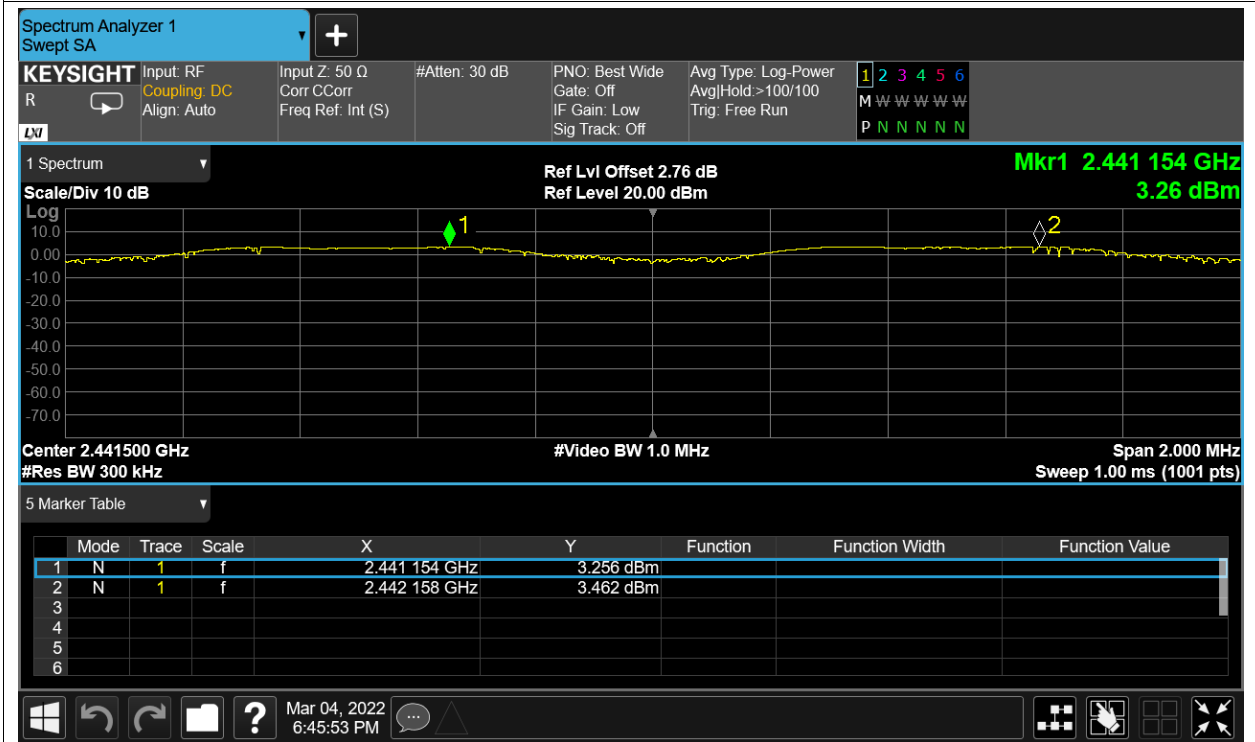 Spectrum Analyzer 1
Swept SA
+
KEYSIGHT
R
LXI
Input: RF
Coupling: DC
Align: Auto
Input Z: 50 Ω
Corr CCorr
Freq Ref: Int (S)
#Atten: 30 dB
PNO: Best Wide
Gate: Off
IF Gain: Low
Sig Track: Off
Avg Type: Log-Power
Avg|Hold:>100/100
Trig: Free Run
1 2 3 4 5 6
M W W W W W
P N N N N N
1 Spectrum
Scale/Div 10 dB
Ref Lvl Offset 2.76 dB
Ref Level 20.00 dBm
Mkr1 2.441 154 GHz
3.26 dBm
Log
10.0
0.00
-10.0
-20.0
-30.0
-40.0
-50.0
-60.0
-70.0
1
2
Center 2.441500 GHz
#Res BW 300 kHz
#Video BW 1.0 MHz
Span 2.000 MHz
Sweep 1.00 ms (1001 pts)
5 Marker Table
Mode Trace Scale X Y Function Function Width Function Value
1 N 1 f 2.441 154 GHz 3.256 dBm
2 N 1 f 2.442 158 GHz 3.462 dBm
3
4
5
6
?
Mar 04, 2022
6:45:53 PM